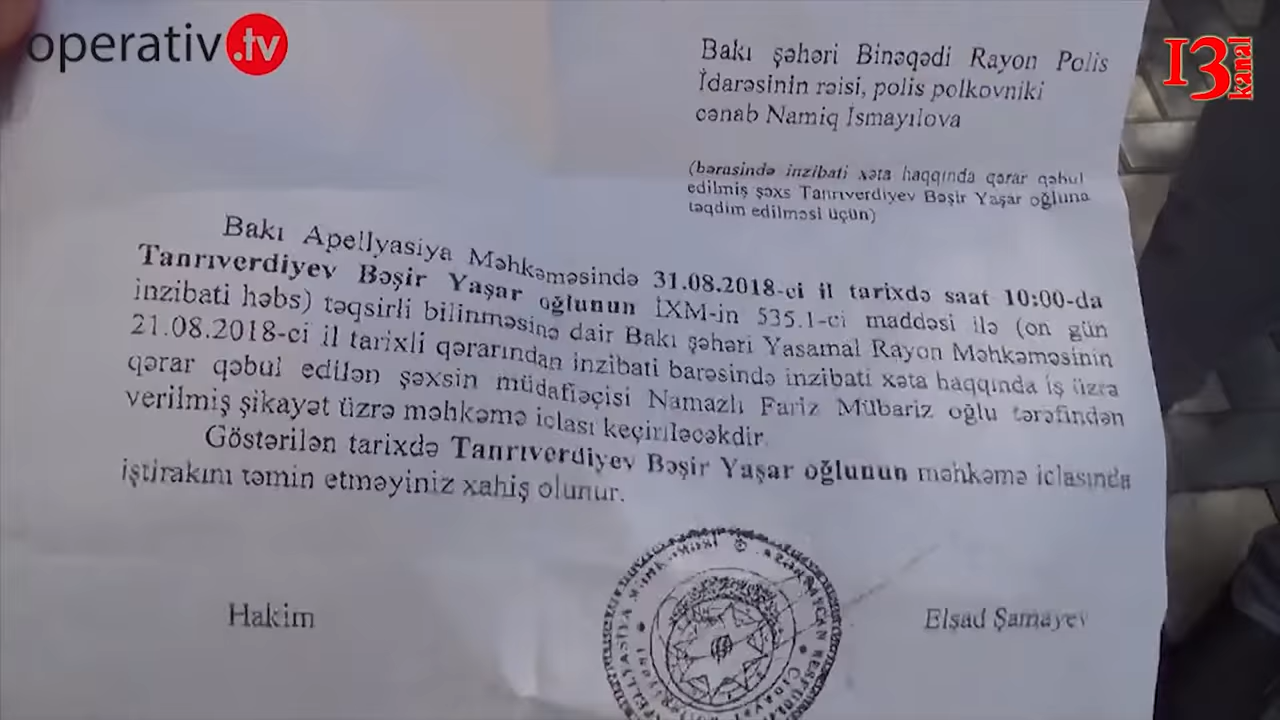 operativ.tv
13 kanal
Bakı şəhəri Binəqədi Rayon Polis
İdarəsinin rəisi, polis polkovniki
cənab Namiq İsmayılova
(bərəsində inzibati xəta haqqında qərar qəbul
edilmiş şəxs Tanrıverdiyev Bəşir Yaşar oğluna
təqdim edilməsi üçün)
Bakı Apellyasiya Məhkəməsində 31.08.2018-ci il tarixdə saat 10:00-da
Tanrıverdiyev Bəşir Yaşar oğlunun İXM-in 535.1-ci maddəsi ilə (on gün
inzibati həbs) təqsirli bilinməsinə dair Bakı şəhəri Yasamal Rayon Məhkəməsinin
21.08.2018-ci il tarixli qərarından inzibati barəsində inzibati xəta haqqında iş üzrə
qərar qəbul edilən şəxsin müdafiəçisi Namazlı Fariz Mübariz oğlu tərəfindən
verilmiş şikayət üzrə məhkəmə iclası keçiriləcəkdir.
Göstərilən tarixdə Tanrıverdiyev Bəşir Yaşar oğlunun məhkəmə iclasında
iştirakını təmin etməyiniz xahiş olunur.
Hakim
Elşad Şamayev